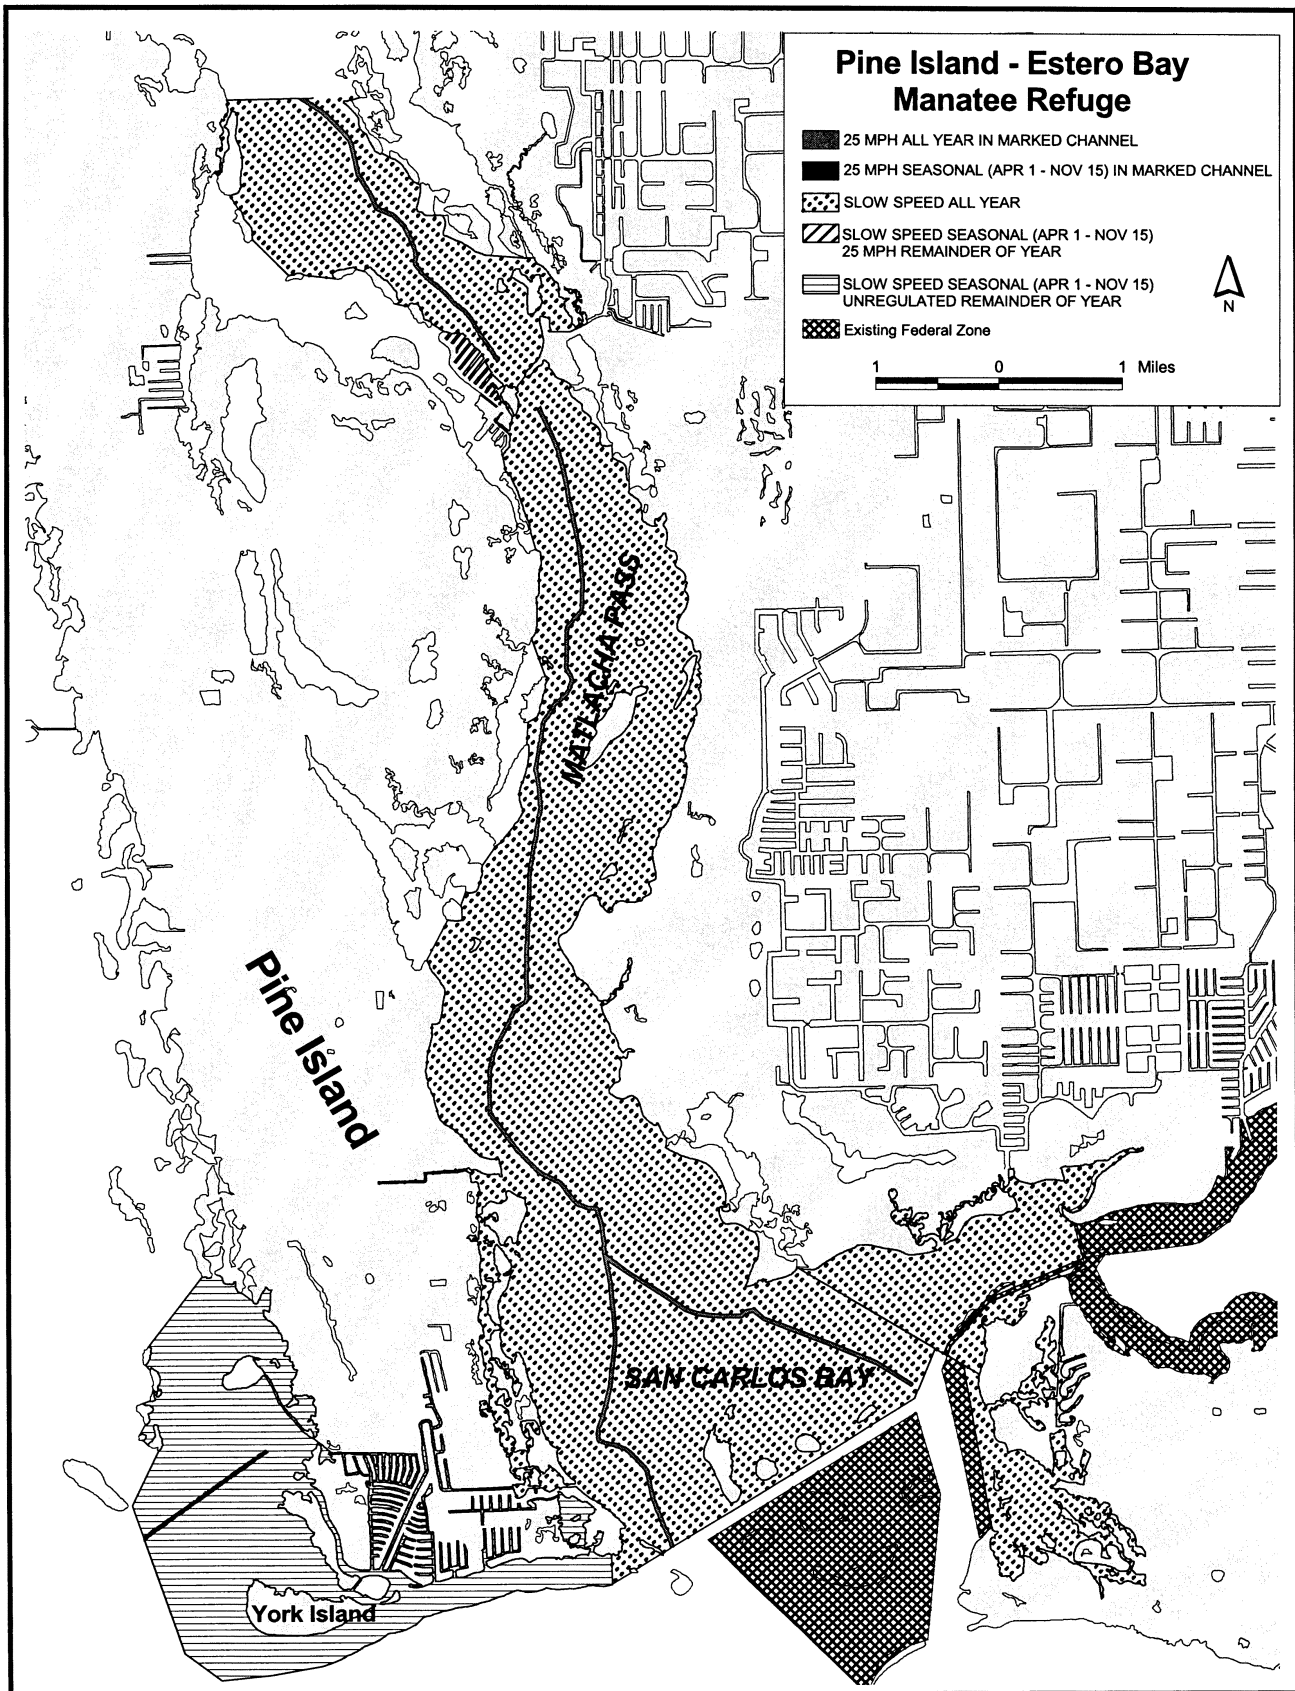 Pine Island - Estero Bay
Manatee Refuge
25 MPH ALL YEAR IN MARKED CHANNEL
25 MPH SEASONAL (APR 1 - NOV 15) IN MARKED CHANNEL
SLOW SPEED ALL YEAR
SLOW SPEED SEASONAL (APR 1 - NOV 15)
25 MPH REMAINDER OF YEAR
SLOW SPEED SEASONAL (APR 1 - NOV 15)
UNREGULATED REMAINDER OF YEAR
Existing Federal Zone
N
1 0 1 Miles
MATLACHA PASS
Pine Island
SAN CARLOS BAY
York Island